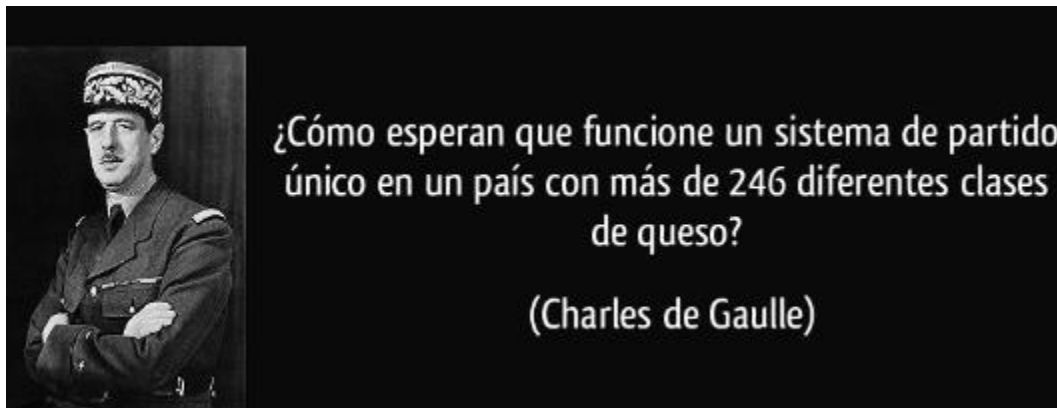 ¿Cómo esperan que funcione un sistema de partido
único en un país con más de 246 diferentes clases
de queso?
(Charles de Gaulle)